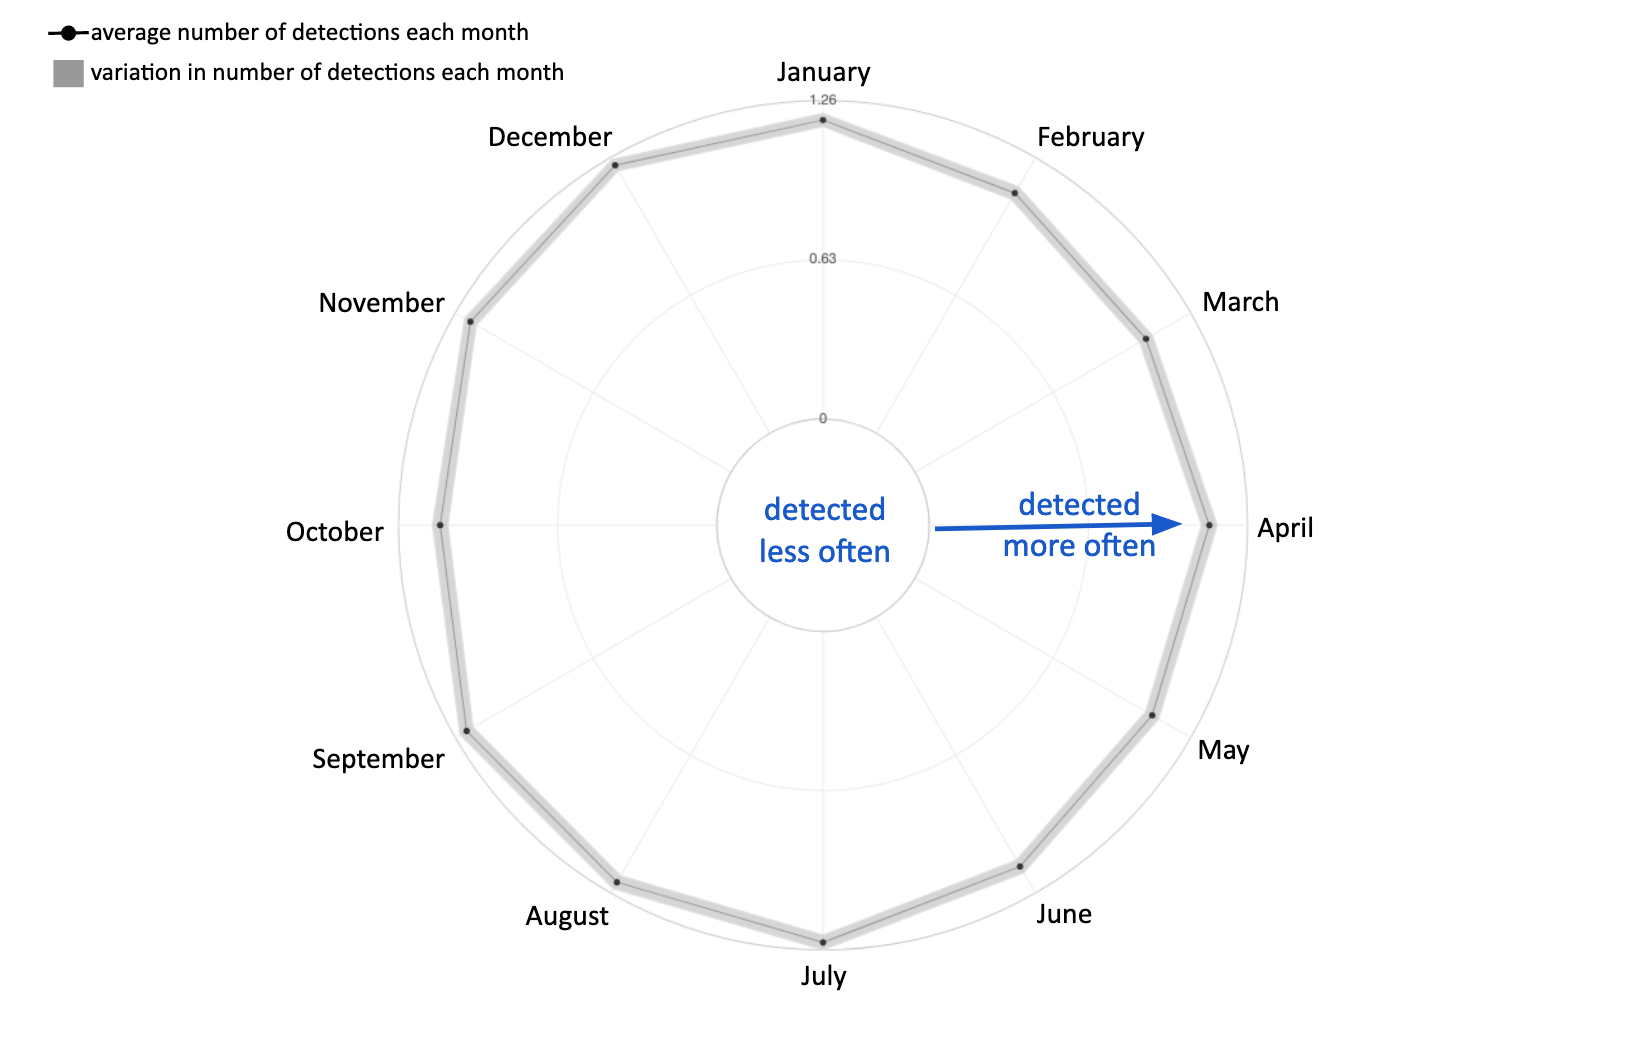 average number of detections each month
variation in number of detections each month
January
1.26
December
February
0.63
November
March
0
detected
less often
detected
more often
October
April
September
May
August
June
July